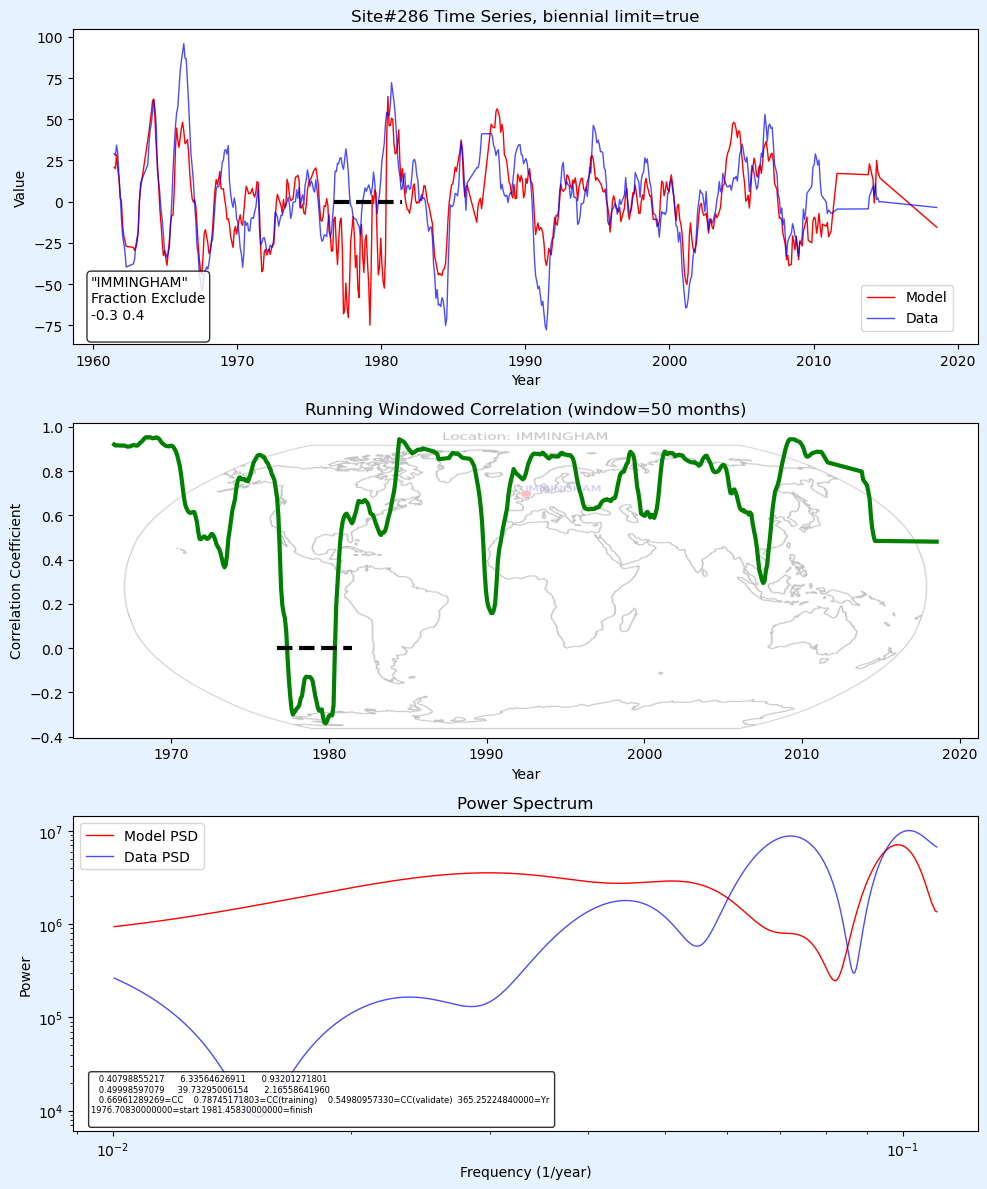 Site#286 Time Series, biennial limit=true
100
75
50
25
0
−25
−50
−75
Value
"IMMINGHAM"
Fraction Exclude
-0.3 0.4
Model
Data
1960 1970 1980 1990 2000 2010 2020
Year
Running Windowed Correlation (window=50 months)
1.0
0.8
0.6
0.4
0.2
0.0
−0.2
−0.4
Correlation Coefficient
Location: IMMINGHAM
IMMINGHAM
1970 1980 1990 2000 2010 2020
Year
Power Spectrum
Model PSD
Data PSD
10^7
10^6
10^5
10^4
Power
0.40798855217 6.33564626911 0.93201271801
0.49998597079 39.73295006154 2.16558641960
0.66961289269=CC 0.78745171803=CC(training) 0.54980957330=CC(validate) 365.25224840000=Yr
1976.70830000000=start 1981.45830000000=finish
10^−2 10^−1
Frequency (1/year)